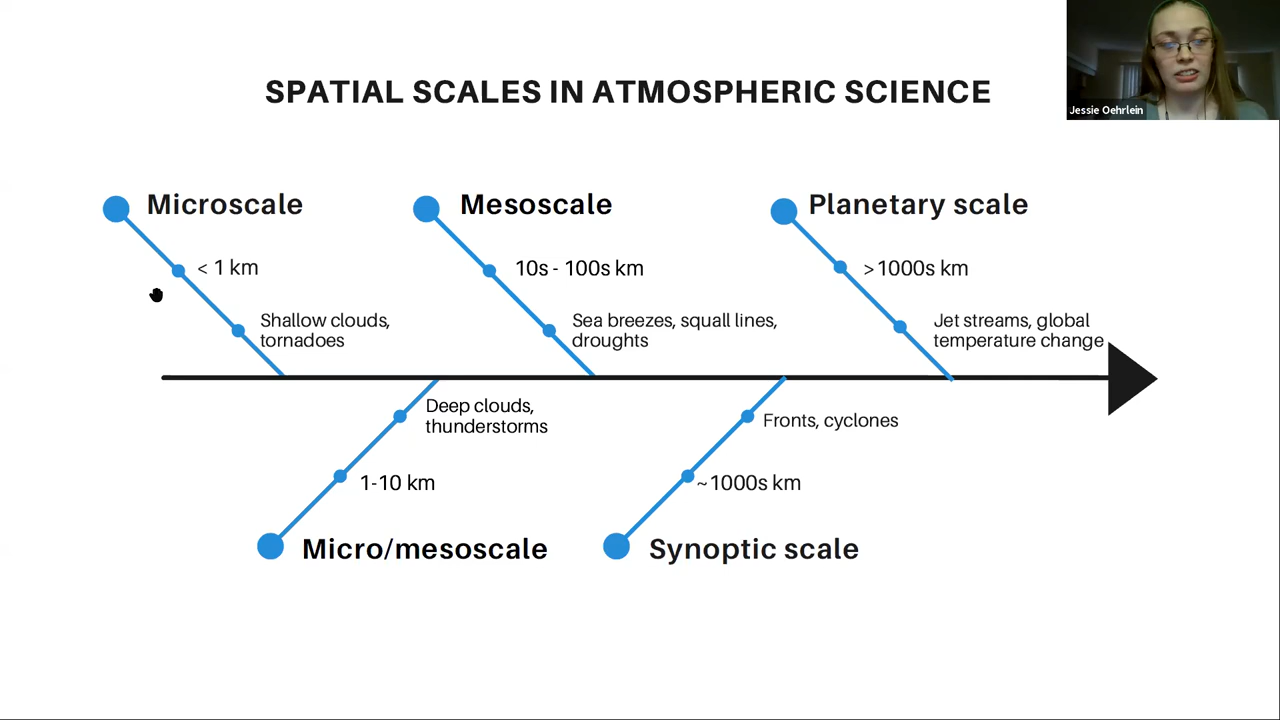 SPATIAL SCALES IN ATMOSPHERIC SCIENCE
Jessie Oehrlein
Microscale
< 1 km
Shallow clouds,
tornadoes
Mesoscale
10s - 100s km
Sea breezes, squall lines,
droughts
Planetary scale
>1000s km
Jet streams, global
temperature change
Deep clouds,
thunderstorms
1-10 km
Micro/mesoscale
Fronts, cyclones
~1000s km
Synoptic scale